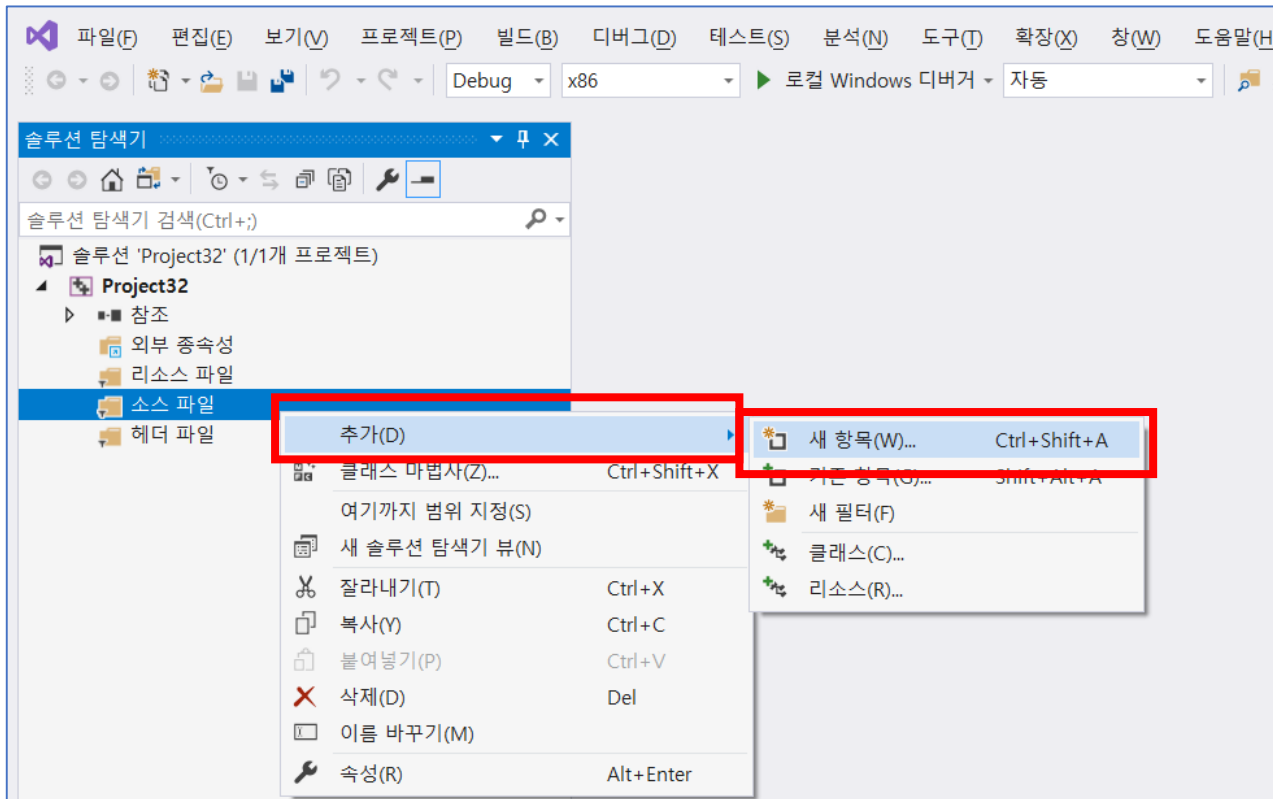 파일(F) 편집(E) 보기(V) 프로젝트(P) 빌드(B) 디버그(D) 테스트(S) 분석(N) 도구(T) 확장(X) 창(W) 도움말(H
Debug x86 로컬 Windows 디버거 자동
솔루션 탐색기
솔루션 탐색기 검색(Ctrl+;)
솔루션 'Project32' (1/1개 프로젝트)
Project32
참조
외부 종속성
리소스 파일
소스 파일
헤더 파일
추가(D)
클래스 마법사(Z)... Ctrl+Shift+X
여기까지 범위 지정(S)
새 솔루션 탐색기 뷰(N)
잘라내기(T) Ctrl+X
복사(Y) Ctrl+C
붙여넣기(P) Ctrl+V
삭제(D) Del
이름 바꾸기(M)
속성(R) Alt+Enter
새 항목(W)... Ctrl+Shift+A
기존 항목(G)... Shift+Alt+A
새 필터(F)
클래스(C)...
리소스(R)...